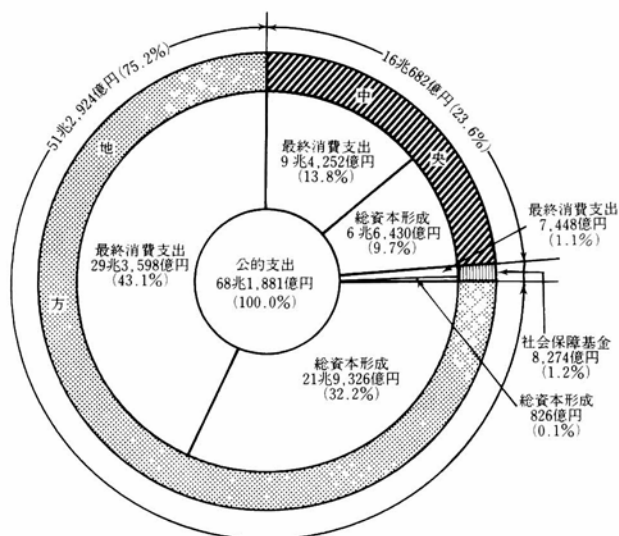 51兆2,924億円(75.2%)
16兆682億円
(23.6%)
中
央
地
方
最終消費支出
9兆4,252億円
(13.8%)
総資本形成
6兆6,430億円
(9.7%)
最終消費支出
7,448億円
(1.1%)
公的支出
68兆1,881億円
(100.0%)
最終消費支出
29兆3,598億円
(43.1%)
総資本形成
21兆9,326億円
(32.2%)
社会保障基金
8,274億円
(1.2%)
総資本形成
826億円
(0.1%)